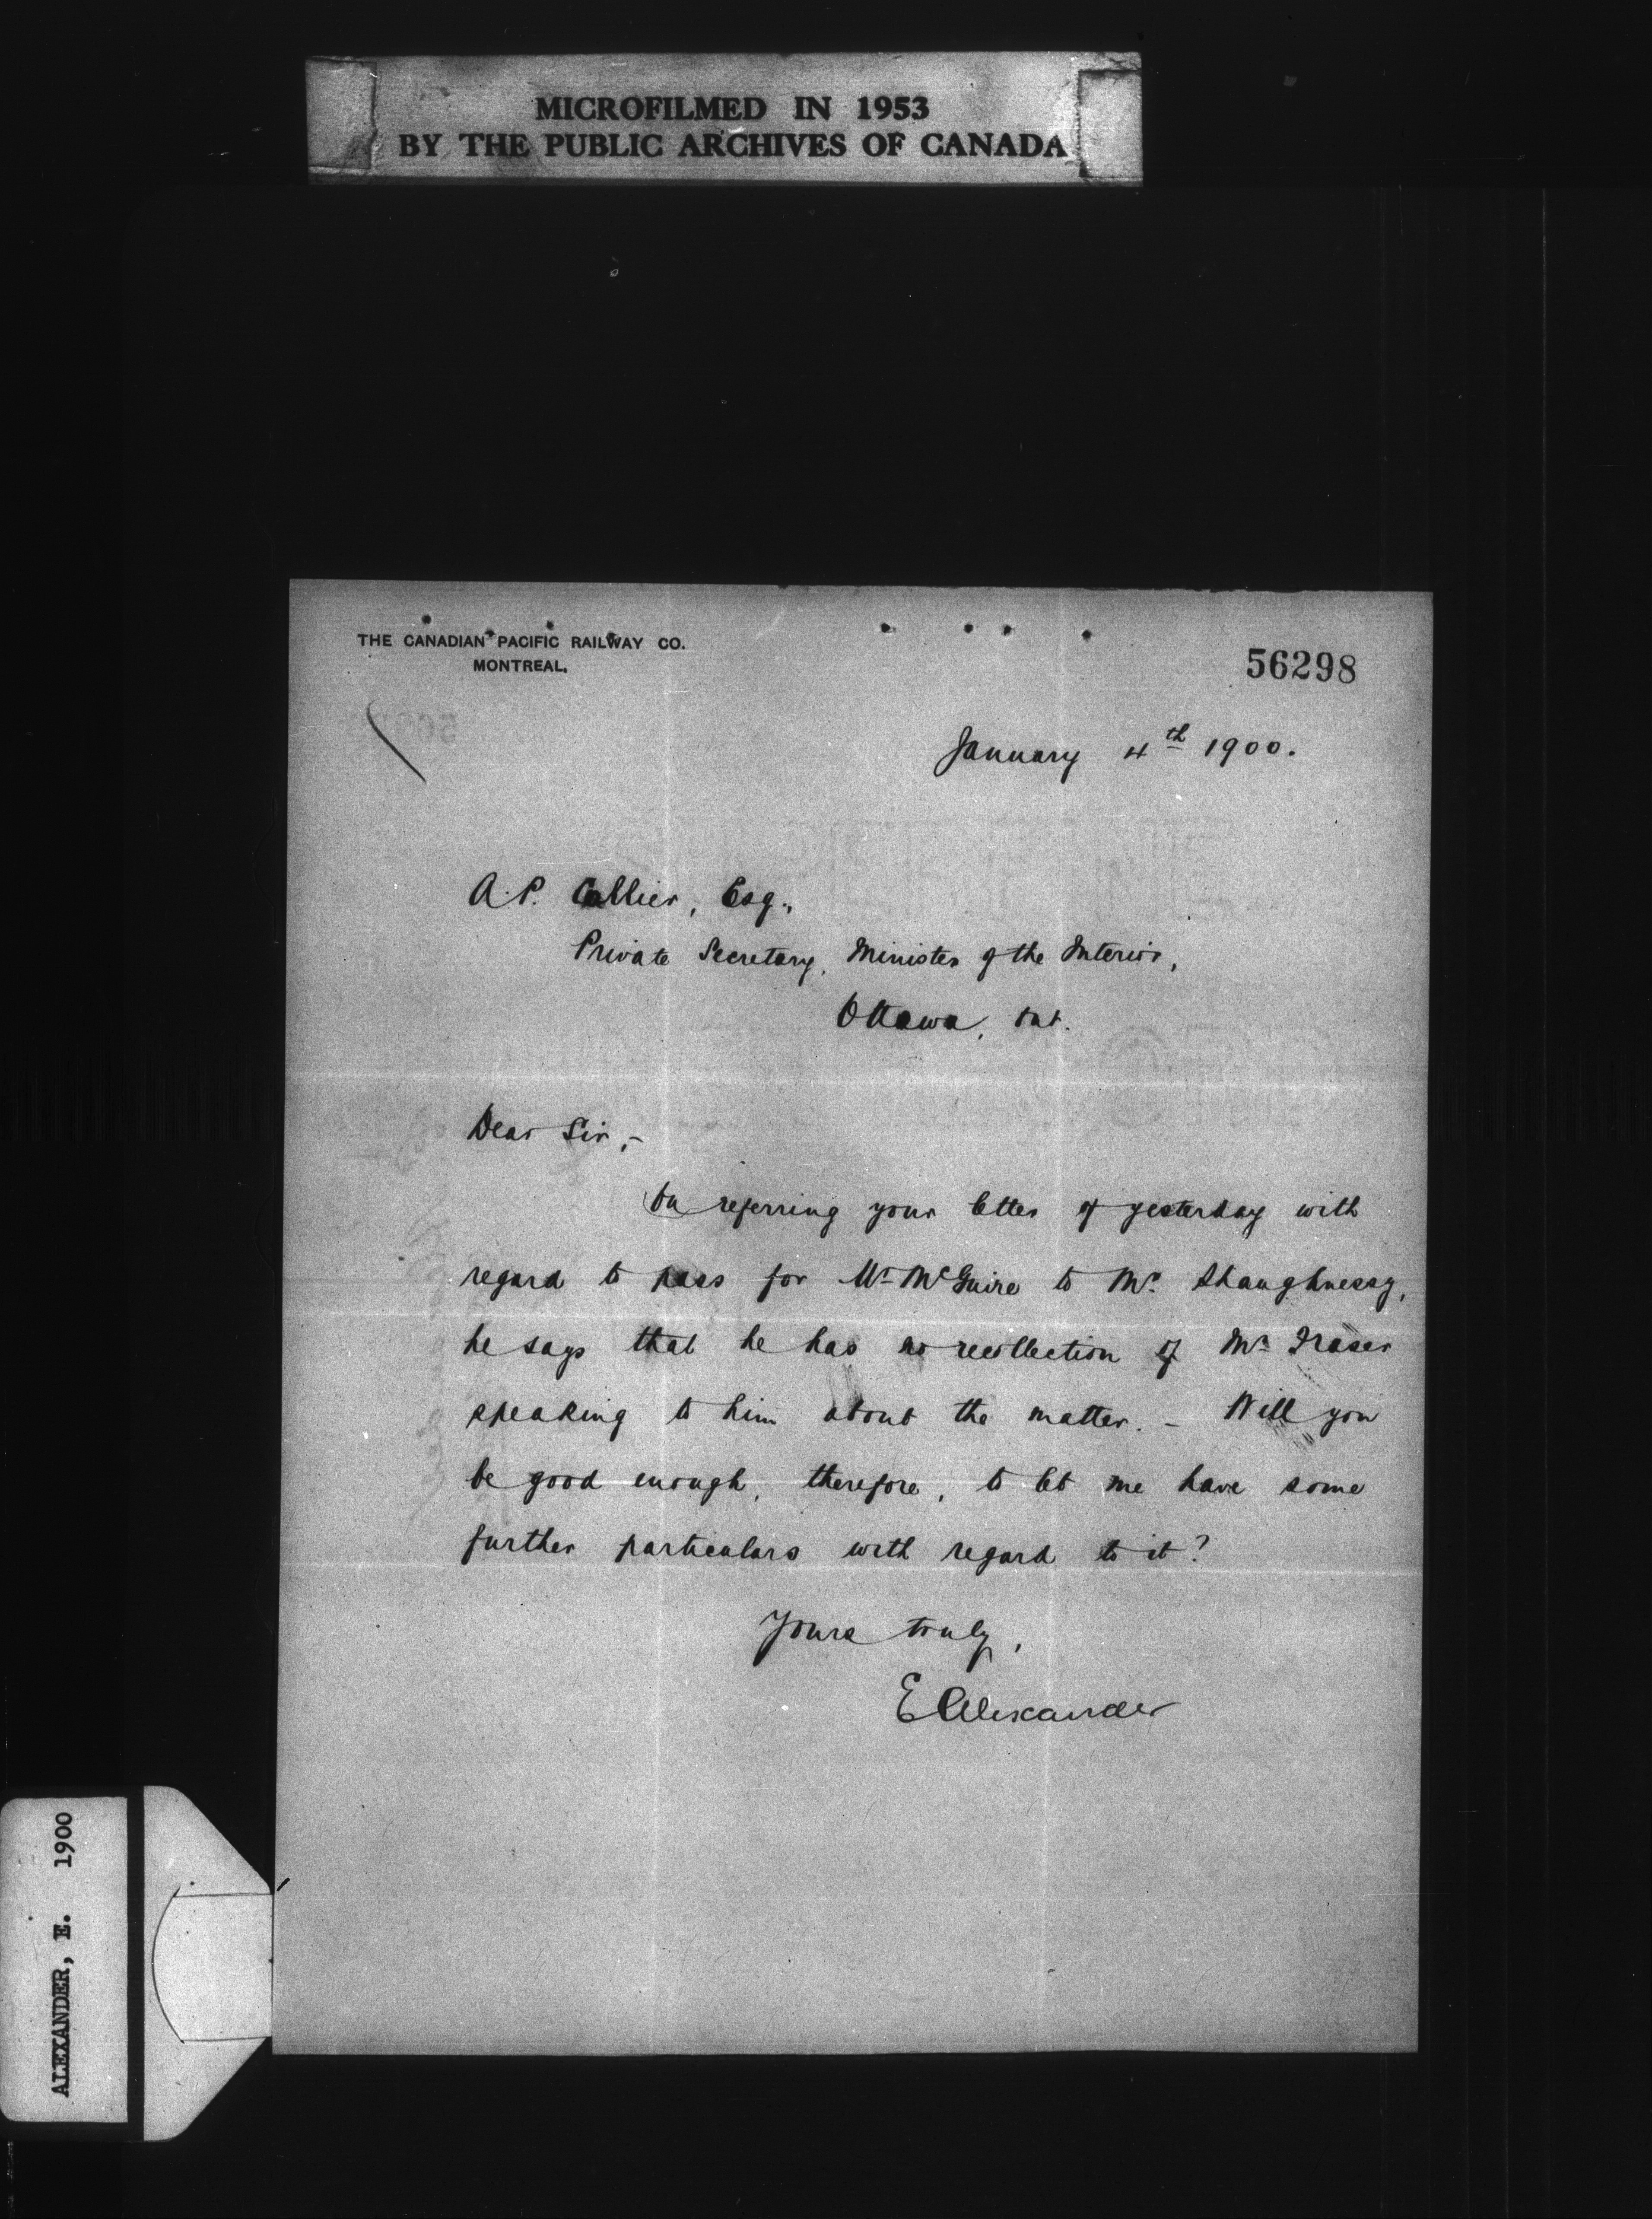 MICROFILMED IN 1953
BY THE PUBLIC ARCHIVES OF CANADA
THE CANADIAN PACIFIC RAILWAY CO.
MONTREAL.
56298
January 4th 1900.
A. P. Collier, Esq.,
Private Secretary, Minister of the Interior,
Ottawa, Ont.
Dear Sir,-
On referring your letter of yesterday with
regard to pass for Mr McGuire to Mr. Shaughnessy,
he says that he has no recollection of Mr Fraser
speaking to him about the matter. - Will you
be good enough, therefore, to let me have some
further particulars with regard to it?
Yours truly,
E Alexander
ALEXANDER, E. 1900